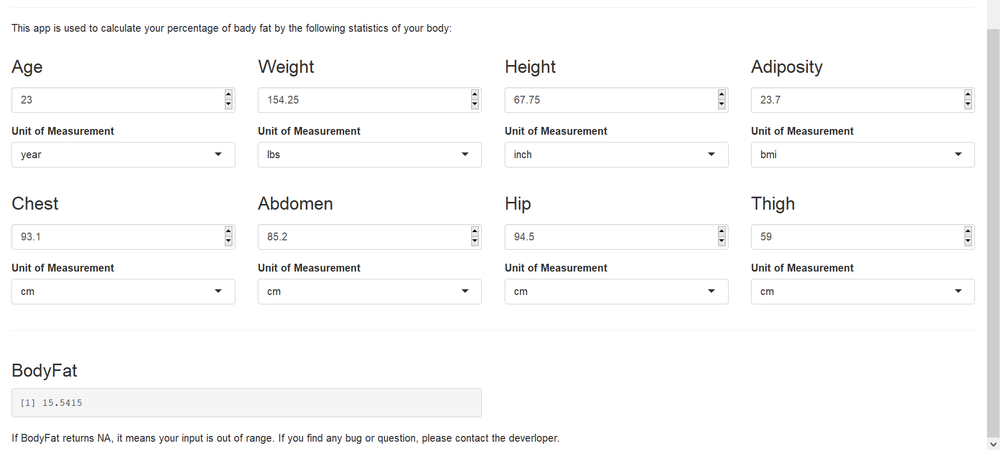 This app is used to calculate your percentage of bady fat by the following statistics of your body:
Age Weight Height Adiposity
23 154.25 67.75 23.7
Unit of Measurement Unit of Measurement Unit of Measurement Unit of Measurement
year lbs inch bmi
Chest Abdomen Hip Thigh
93.1 85.2 94.5 59
Unit of Measurement Unit of Measurement Unit of Measurement Unit of Measurement
cm cm cm cm
BodyFat
[1] 15.5415
If BodyFat returns NA, it means your input is out of range. If you find any bug or question, please contact the deverloper.